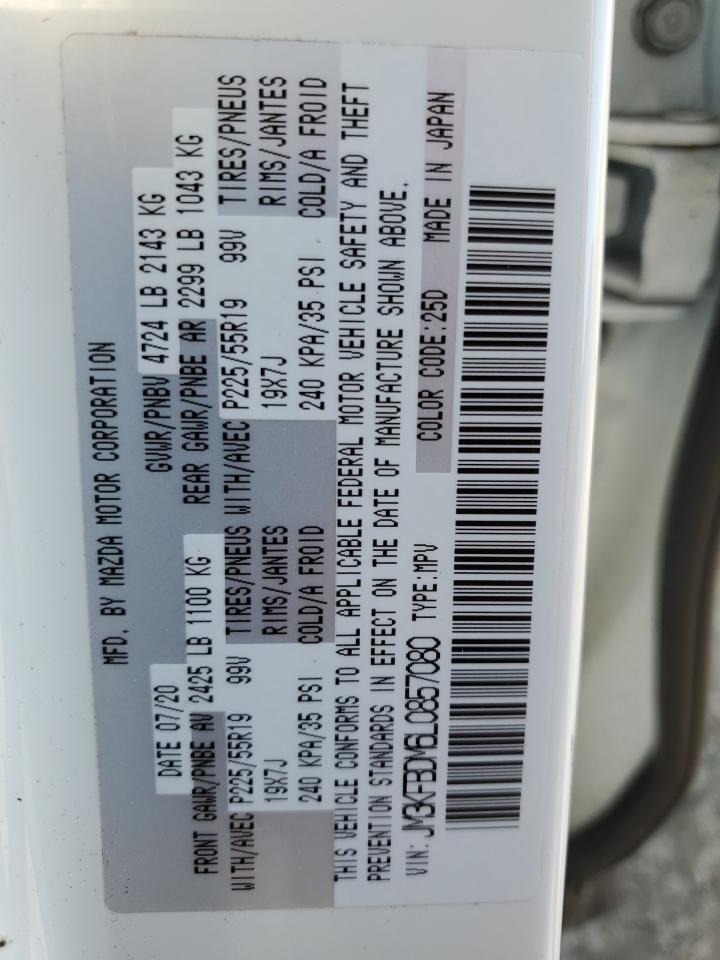 MFD. BY MAZDA MOTOR CORPORATION
DATE 07/20 GVWR/PNBV 4724 LB 2143 KG
FRONT GAWR/PNBE AV 2425 LB 1100 KG REAR GAWR/PNBE AR 2299 LB 1043 KG
WITH/AVEC P225/55R19 99V TIRES/PNEUS WITH/AVEC P225/55R19 99V TIRES/PNEUS
19X7J RIMS/JANTES 19X7J RIMS/JANTES
240 KPA/35 PSI COLD/A FROID 240 KPA/35 PSI COLD/A FROID
THIS VEHICLE CONFORMS TO ALL APPLICABLE FEDERAL MOTOR VEHICLE SAFETY AND THEFT
PREVENTION STANDARDS IN EFFECT ON THE DATE OF MANUFACTURE SHOWN ABOVE.
VIN: JM3KFBDM6L0857080 TYPE:MPV COLOR CODE:25D MADE IN JAPAN